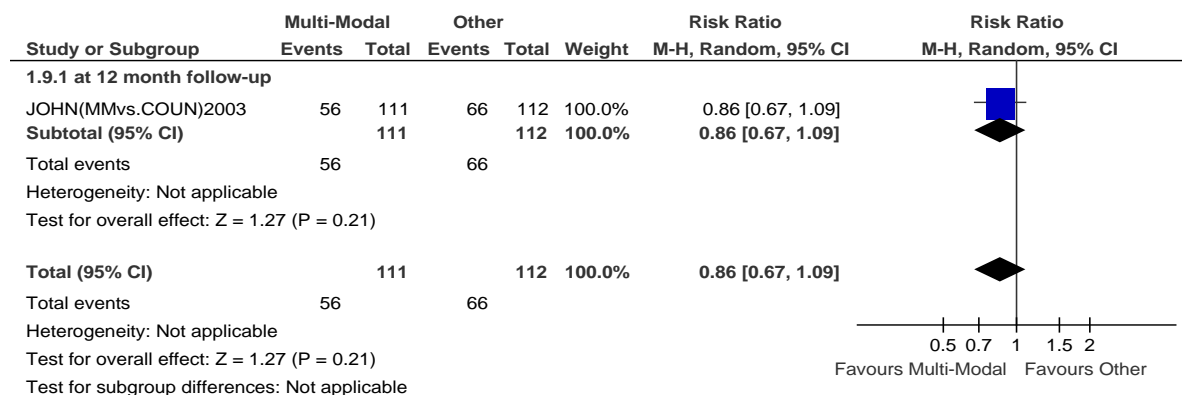 Multi-Modal Other Risk Ratio Risk Ratio
Study or Subgroup Events Total Events Total Weight M-H, Random, 95% CI M-H, Random, 95% CI
1.9.1 at 12 month follow-up
JOHN(MMvs.COUN)2003 56 111 66 112 100.0% 0.86 [0.67, 1.09]
Subtotal (95% CI) 111 112 100.0% 0.86 [0.67, 1.09]
Total events 56 66
Heterogeneity: Not applicable
Test for overall effect: Z = 1.27 (P = 0.21)
Total (95% CI) 111 112 100.0% 0.86 [0.67, 1.09]
Total events 56 66
Heterogeneity: Not applicable
Test for overall effect: Z = 1.27 (P = 0.21)
Test for subgroup differences: Not applicable
0.5 0.7 1 1.5 2
Favours Multi-Modal Favours Other